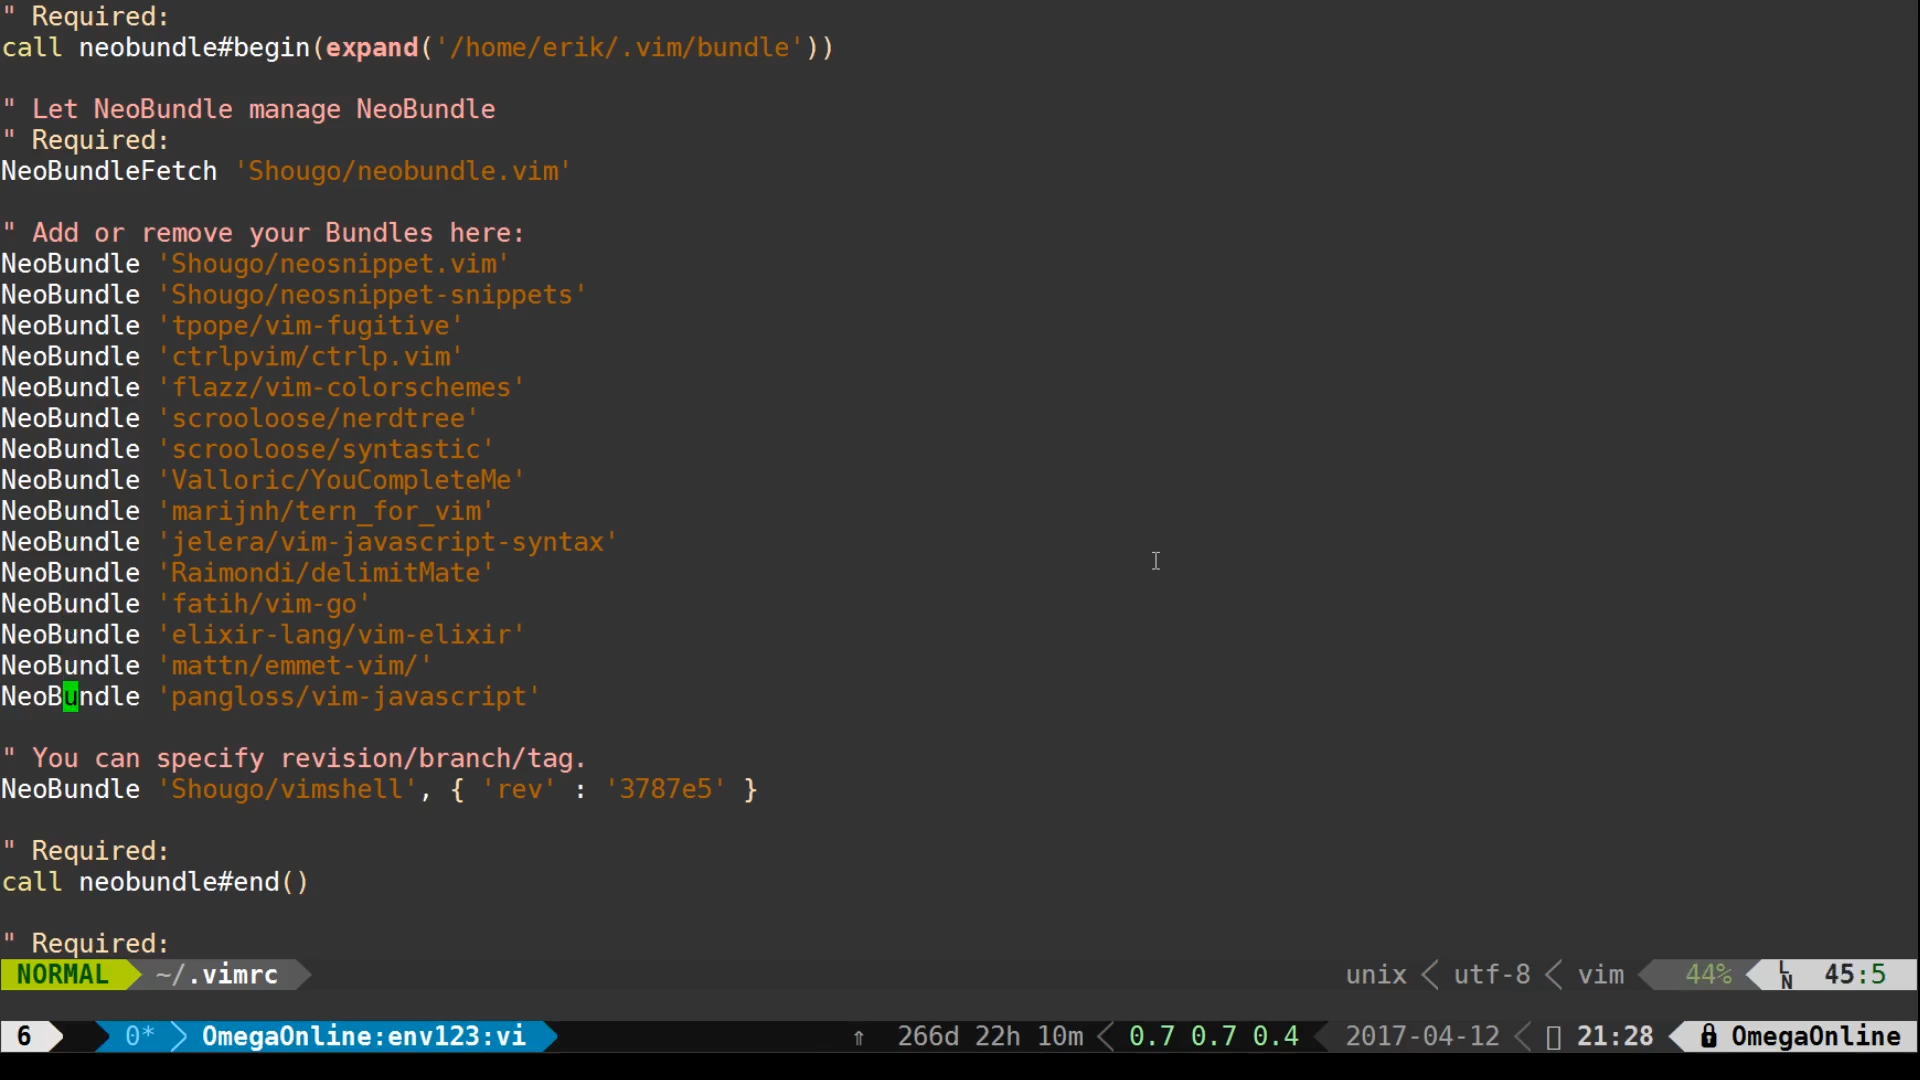 " Required:
call neobundle#begin(expand('/home/erik/.vim/bundle'))
" Let NeoBundle manage NeoBundle
" Required:
NeoBundleFetch 'Shougo/neobundle.vim'
" Add or remove your Bundles here:
NeoBundle 'Shougo/neosnippet.vim'
NeoBundle 'Shougo/neosnippet-snippets'
NeoBundle 'tpope/vim-fugitive'
NeoBundle 'ctrlpvim/ctrlp.vim'
NeoBundle 'flazz/vim-colorschemes'
NeoBundle 'scrooloose/nerdtree'
NeoBundle 'scrooloose/syntastic'
NeoBundle 'Valloric/YouCompleteMe'
NeoBundle 'marijnh/tern_for_vim'
NeoBundle 'jelera/vim-javascript-syntax'
NeoBundle 'Raimondi/delimitMate'
NeoBundle 'fatih/vim-go'
NeoBundle 'elixir-lang/vim-elixir'
NeoBundle 'mattn/emmet-vim/'
NeoBundle 'pangloss/vim-javascript'
" You can specify revision/branch/tag.
NeoBundle 'Shougo/vimshell', { 'rev' : '3787e5' }
" Required:
call neobundle#end()
" Required:
NORMAL ~/.vimrc unix utf-8 vim 44% LN 45:5
6 0* OmegaOnline:env123:vi ⇑ 266d 22h 10m 0.7 0.7 0.4 2017-04-12 21:28 OmegaOnline